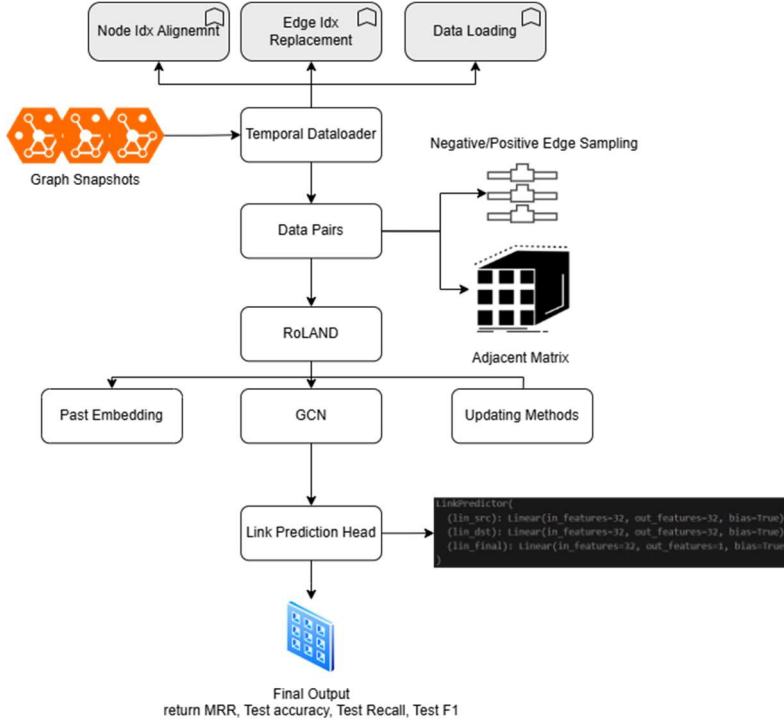 Node Idx Alignemnt
Edge Idx
Replacement
Data Loading
Temporal Dataloader
Graph Snapshots
Negative/Positive Edge Sampling
Data Pairs
RoLAND
Adjacent Matrix
Past Embedding
GCN
Updating Methods
Link Prediction Head
LinkPredictor(
(lin_src): Linear(in_features=32, out_features=32, bias=True)
(lin_dst): Linear(in_features=32, out_features=32, bias=True)
(lin_final): Linear(in_features=32, out_features=1, bias=True
)
Final Output
return MRR, Test accuracy, Test Recall, Test F1